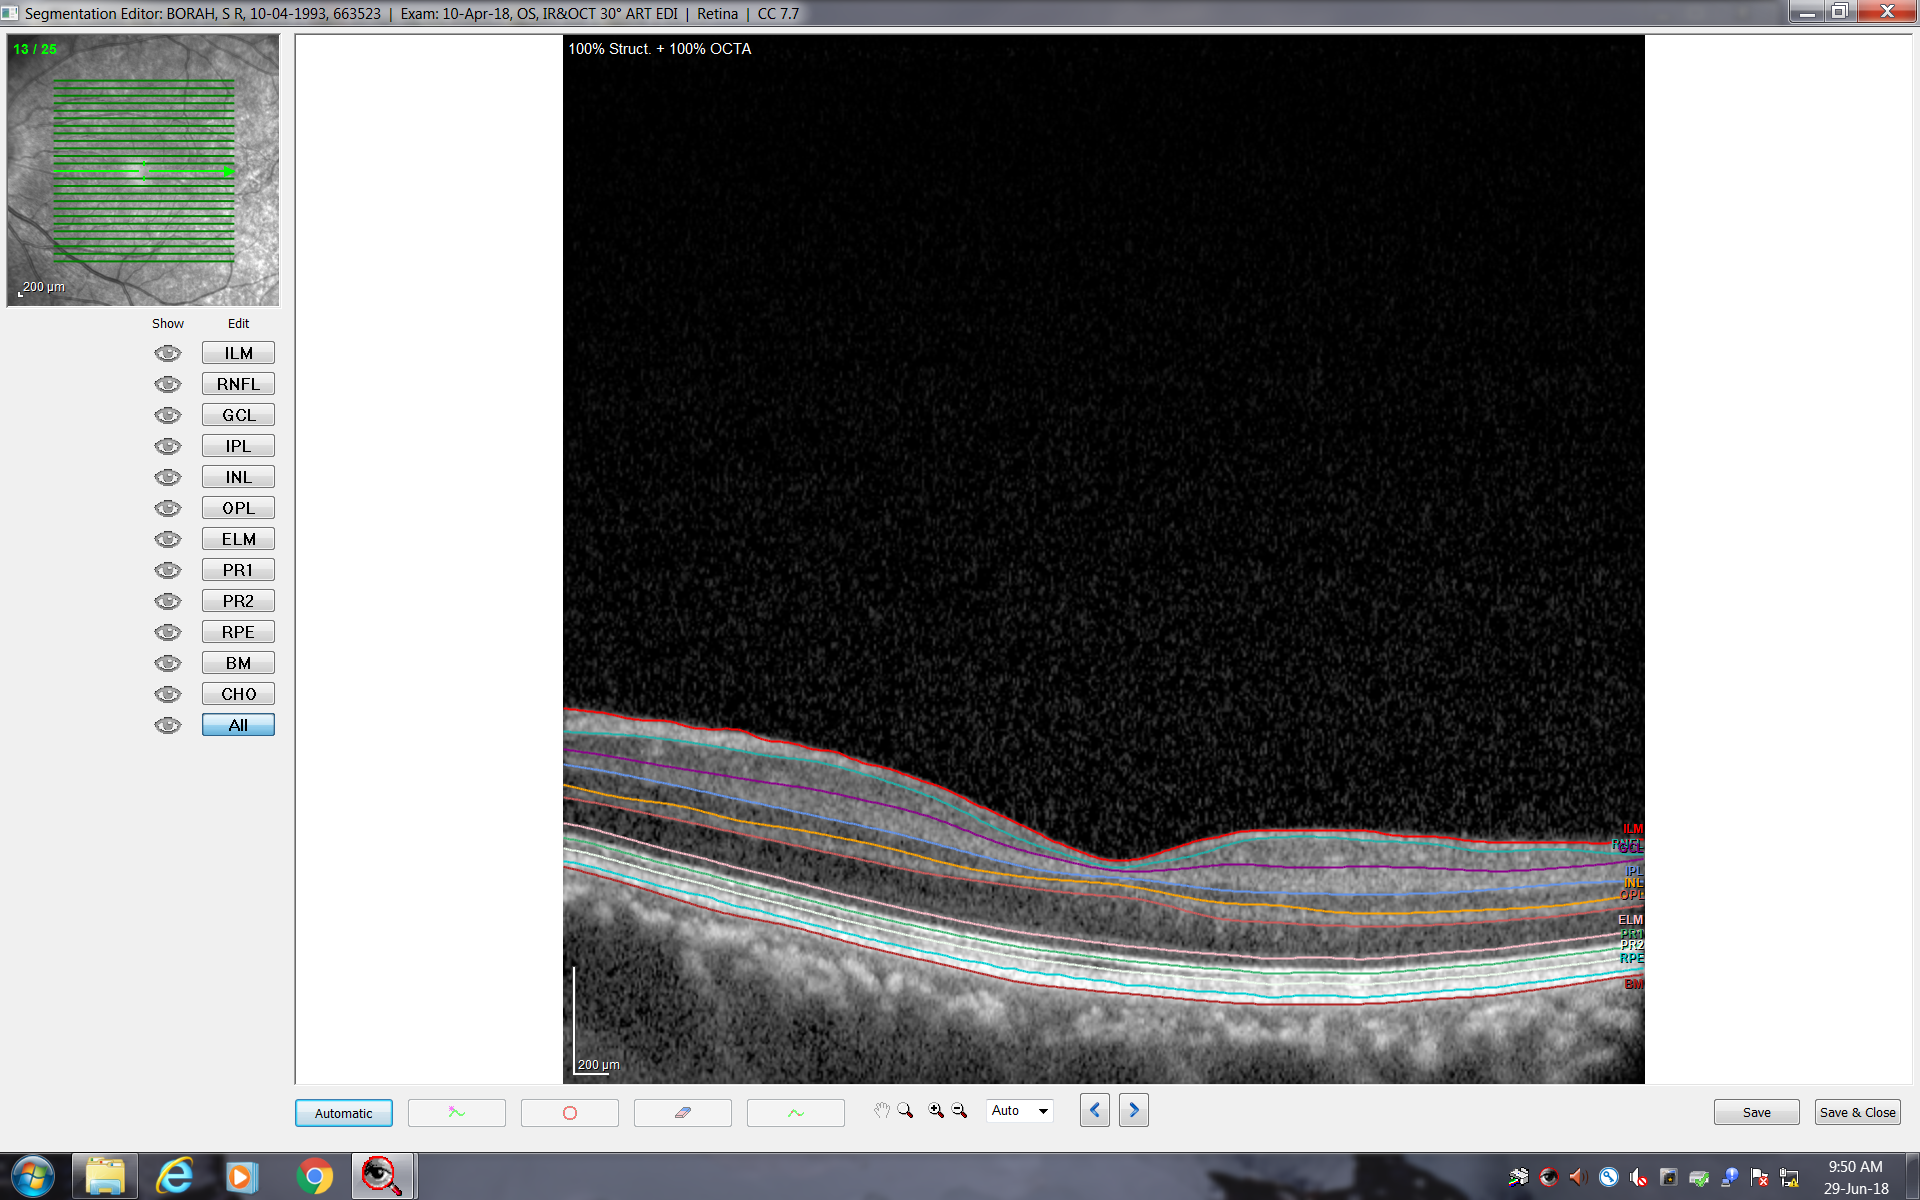 Segmentation Editor: BORAH, S R, 10-04-1993, 663523 | Exam: 10-Apr-18, OS, IR&OCT 30° ART EDI | Retina | CC 7.7
13 / 25
200 µm
Show Edit
ILM
RNFL
GCL
IPL
INL
OPL
ELM
PR1
PR2
RPE
BM
CHO
All
100% Struct. + 100% OCTA
ILM
RNFL
GCL
IPL
INL
OPL
ELM
PR1
PR2
RPE
BM
200 µm
Automatic
Auto
Save
Save & Close
9:50 AM
29-Jun-18